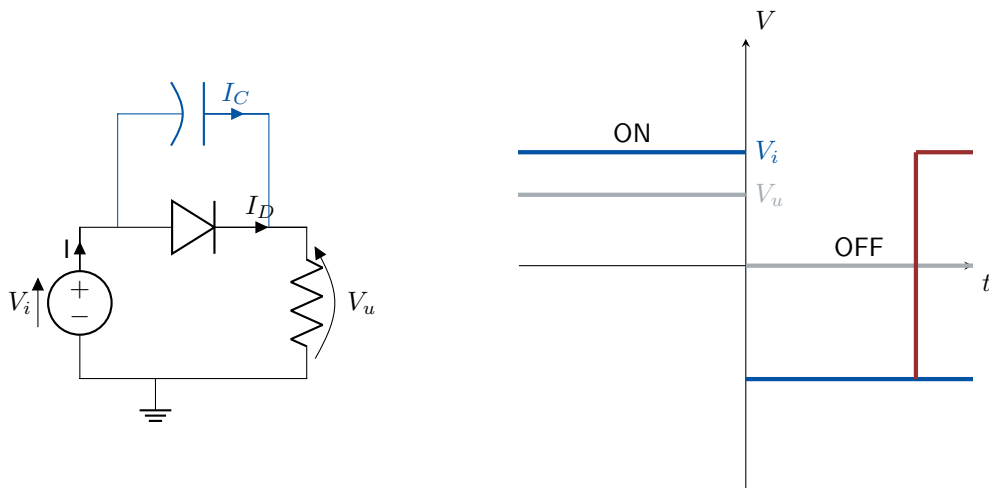 I_C
I_D
I
V_i
+
−
V_u
V
ON
V_i
V_u
OFF
t